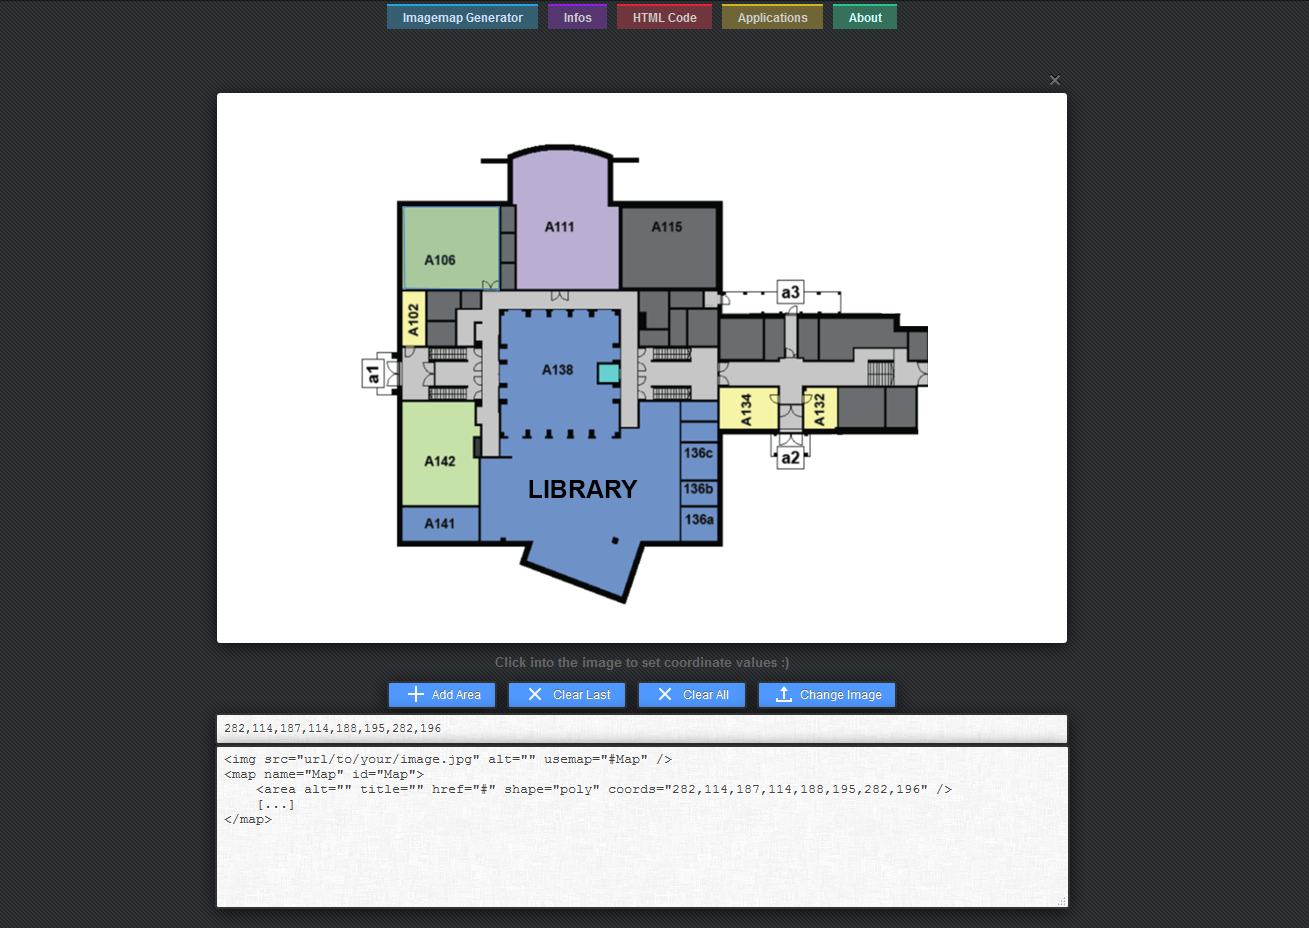 Imagemap Generator Infos HTML Code Applications About
A111 A115
A106
a3
A102
A138
a1
A134 A132
136c
A142 a2
LIBRARY 136b
A141 136a
Click into the image to set coordinate values :)
Add Area Clear Last Clear All Change Image
282,114,187,114,188,195,282,196
<img src="url/to/your/image.jpg" alt="" usemap="#Map" />
<map name="Map" id="Map">
    <area alt="" title="" href="#" shape="poly" coords="282,114,187,114,188,195,282,196" />
    [...]
</map>